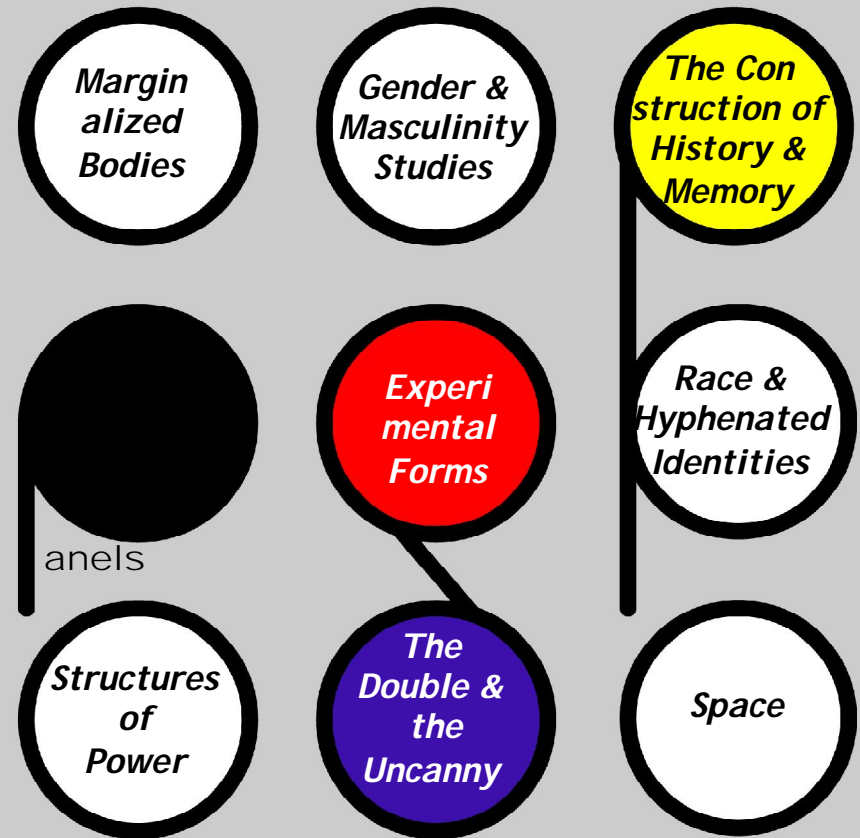 Margin
alized
Bodies
Gender &
Masculinity
Studies
The Con
struction of
History &
Memory
anels
Experi
mental
Forms
Race &
Hyphenated
Identities
Structures
of
Power
The
Double &
the
Uncanny
Space